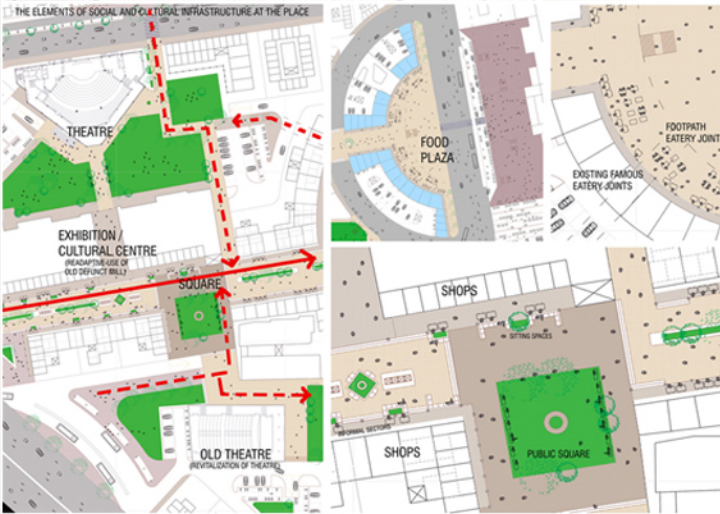 THE ELEMENTS OF SOCIAL AND CULTURAL INFRASTRUCTURE AT THE PLACE
THEATRE
EXHIBITION /
CULTURAL CENTRE
(READAPTIVE-USE OF
OLD DEFUNCT MILL)
SQUARE
OLD THEATRE
(REVITALIZATION OF THEATRE)
FOOD
PLAZA
FOOTPATH
EATERY JOINT
EXISTING FAMOUS
EATERY JOINTS
SHOPS
SITTING SPACES
INFORMAL SECTORS
SHOPS
PUBLIC SQUARE